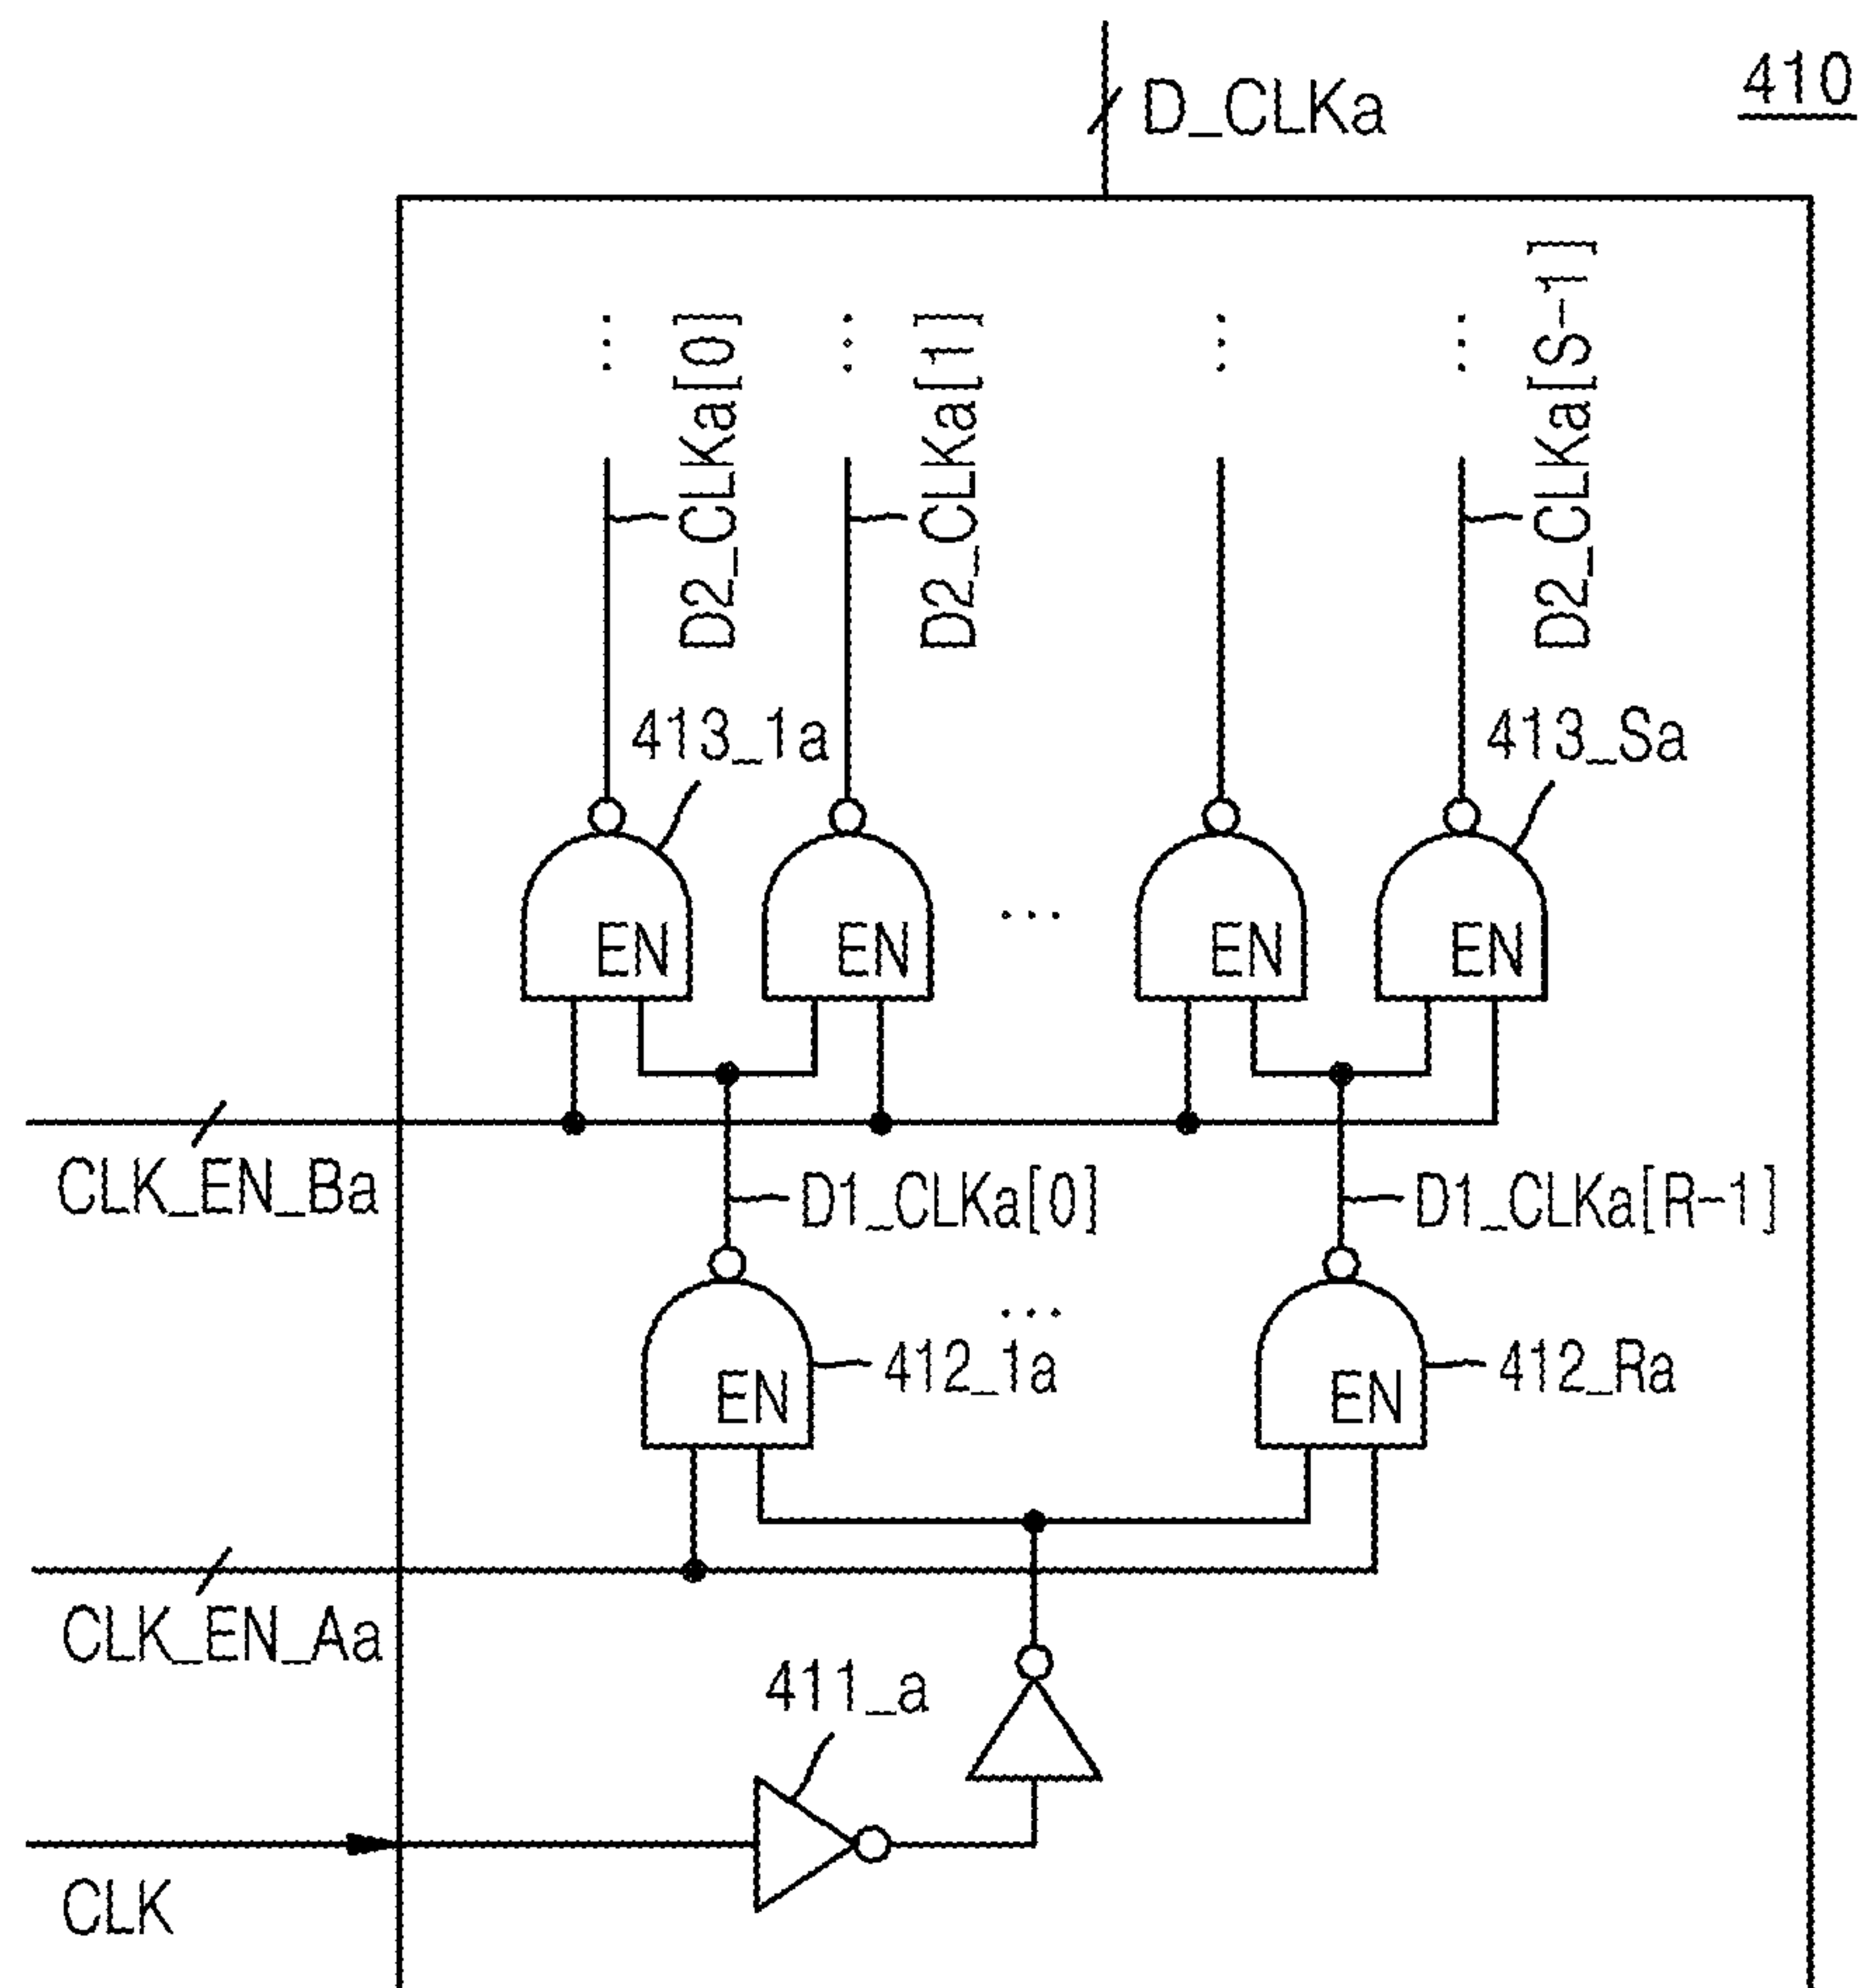 D_CLKa
410
D2_CLKa[0]
D2_CLKa[1]
D2_CLKa[S-1]
...
...
...
...
413_1a
413_Sa
EN
EN
...
EN
EN
CLK_EN_Ba
D1_CLKa[0]
D1_CLKa[R-1]
...
EN
412_1a
EN
412_Ra
CLK_EN_Aa
411_a
CLK